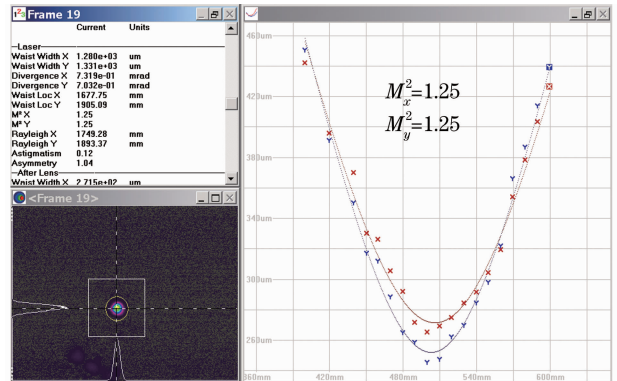 Frame 19
Current Units
Laser
Waist Width X 1.280e+03 um
Waist Width Y 1.331e+03 um
Divergence X 7.319e-01 mrad
Divergence Y 7.032e-01 mrad
Waist Loc X 1677.75 mm
Waist Loc Y 1905.09 mm
M² X 1.25
M² Y 1.25
Rayleigh X 1749.28 mm
Rayleigh Y 1893.37 mm
Astigmatism 0.12
Asymmetry 1.04
After Lens
Waist Width X 2.715e+02 um
<Frame 19>
460um
420um
380um
340um
300um
260um
360mm 420mm 480mm 540mm 600mm
M²x=1.25
M²y=1.25